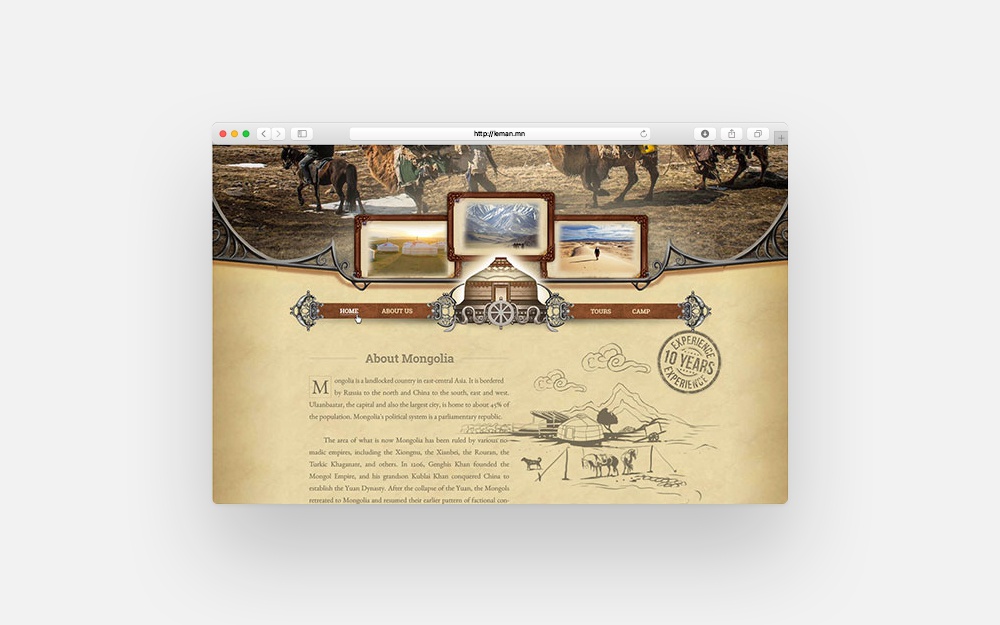 http://leman.mn
HOME
ABOUT US
TOURS
CAMP
EXPERIENCE
10 YEARS
EXPERIENCE
About Mongolia
Mongolia is a landlocked country in east-central Asia. It is bordered
by Russia to the north and China to the south, east and west.
Ulaanbaatar, the capital and also the largest city, is home to about 45% of
the population. Mongolia's political system is a parliamentary republic.
The area of what is now Mongolia has been ruled by various no-
madic empires, including the Xiongnu, the Xianbei, the Rouran, the
Turkic Khaganate, and others. In 1206, Genghis Khan founded the
Mongol Empire, and his grandson Kublai Khan conquered China to
establish the Yuan Dynasty. After the collapse of the Yuan, the Mongols
retreated to Mongolia and resumed their earlier pattern of factional con-